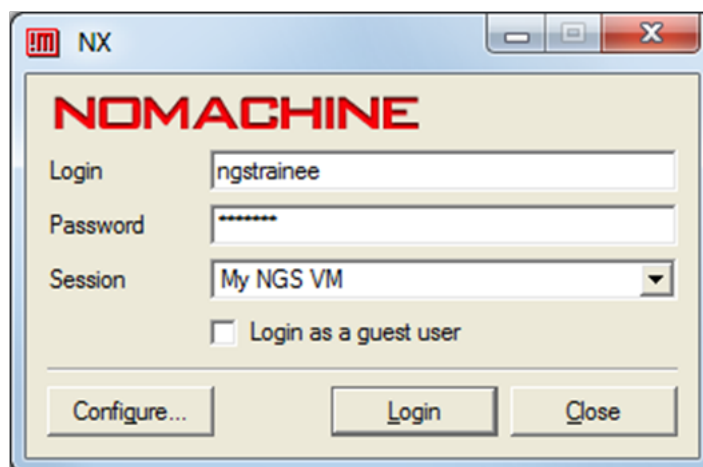 !M NX
NOMACHINE
Login ngstrainee
Password *******
Session My NGS VM
Login as a guest user
Configure... Login Close